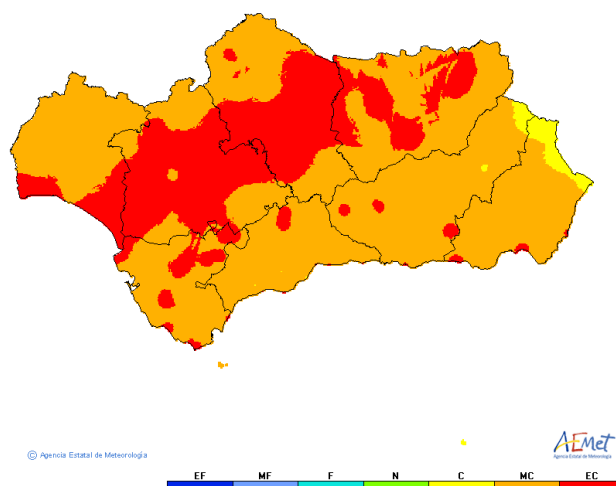 © Agencia Estatal de Meteorología
AEMet
Agencia Estatal de Meteorología
EF MF F N C MC EC